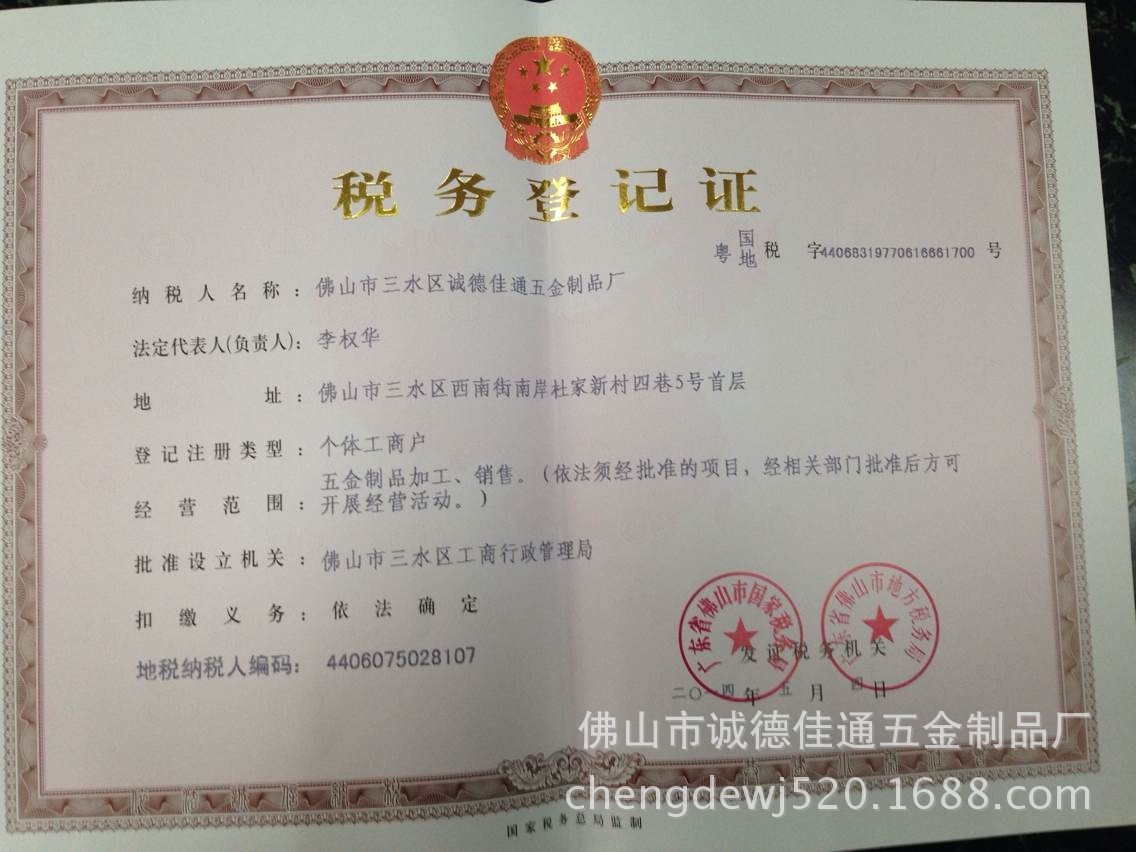 税务登记证
粤国地税 字440683197706166617​00 号
纳税人名称：佛山市三水区诚德佳通五金制品厂
法定代表人(负责人)：李权华
地 址：佛山市三水区西南街南岸杜家新村四巷5号首层
登记注册类型：个体工商户
五金制品加工、销售。(依法须经批准的项目，经相关部门批准后方可
经营范围：开展经营活动。)
批准设立机关：佛山市三水区工商行政管理局
扣缴义务：依法确定
地税纳税人编码：4406075028107
广东省佛山市国家税务局
广东省佛山市地方税务局
发证税务机关
二〇一四年五月四日
佛山市诚德佳通五金制品厂
chengdewj520.1688.com
国家税务总局监制